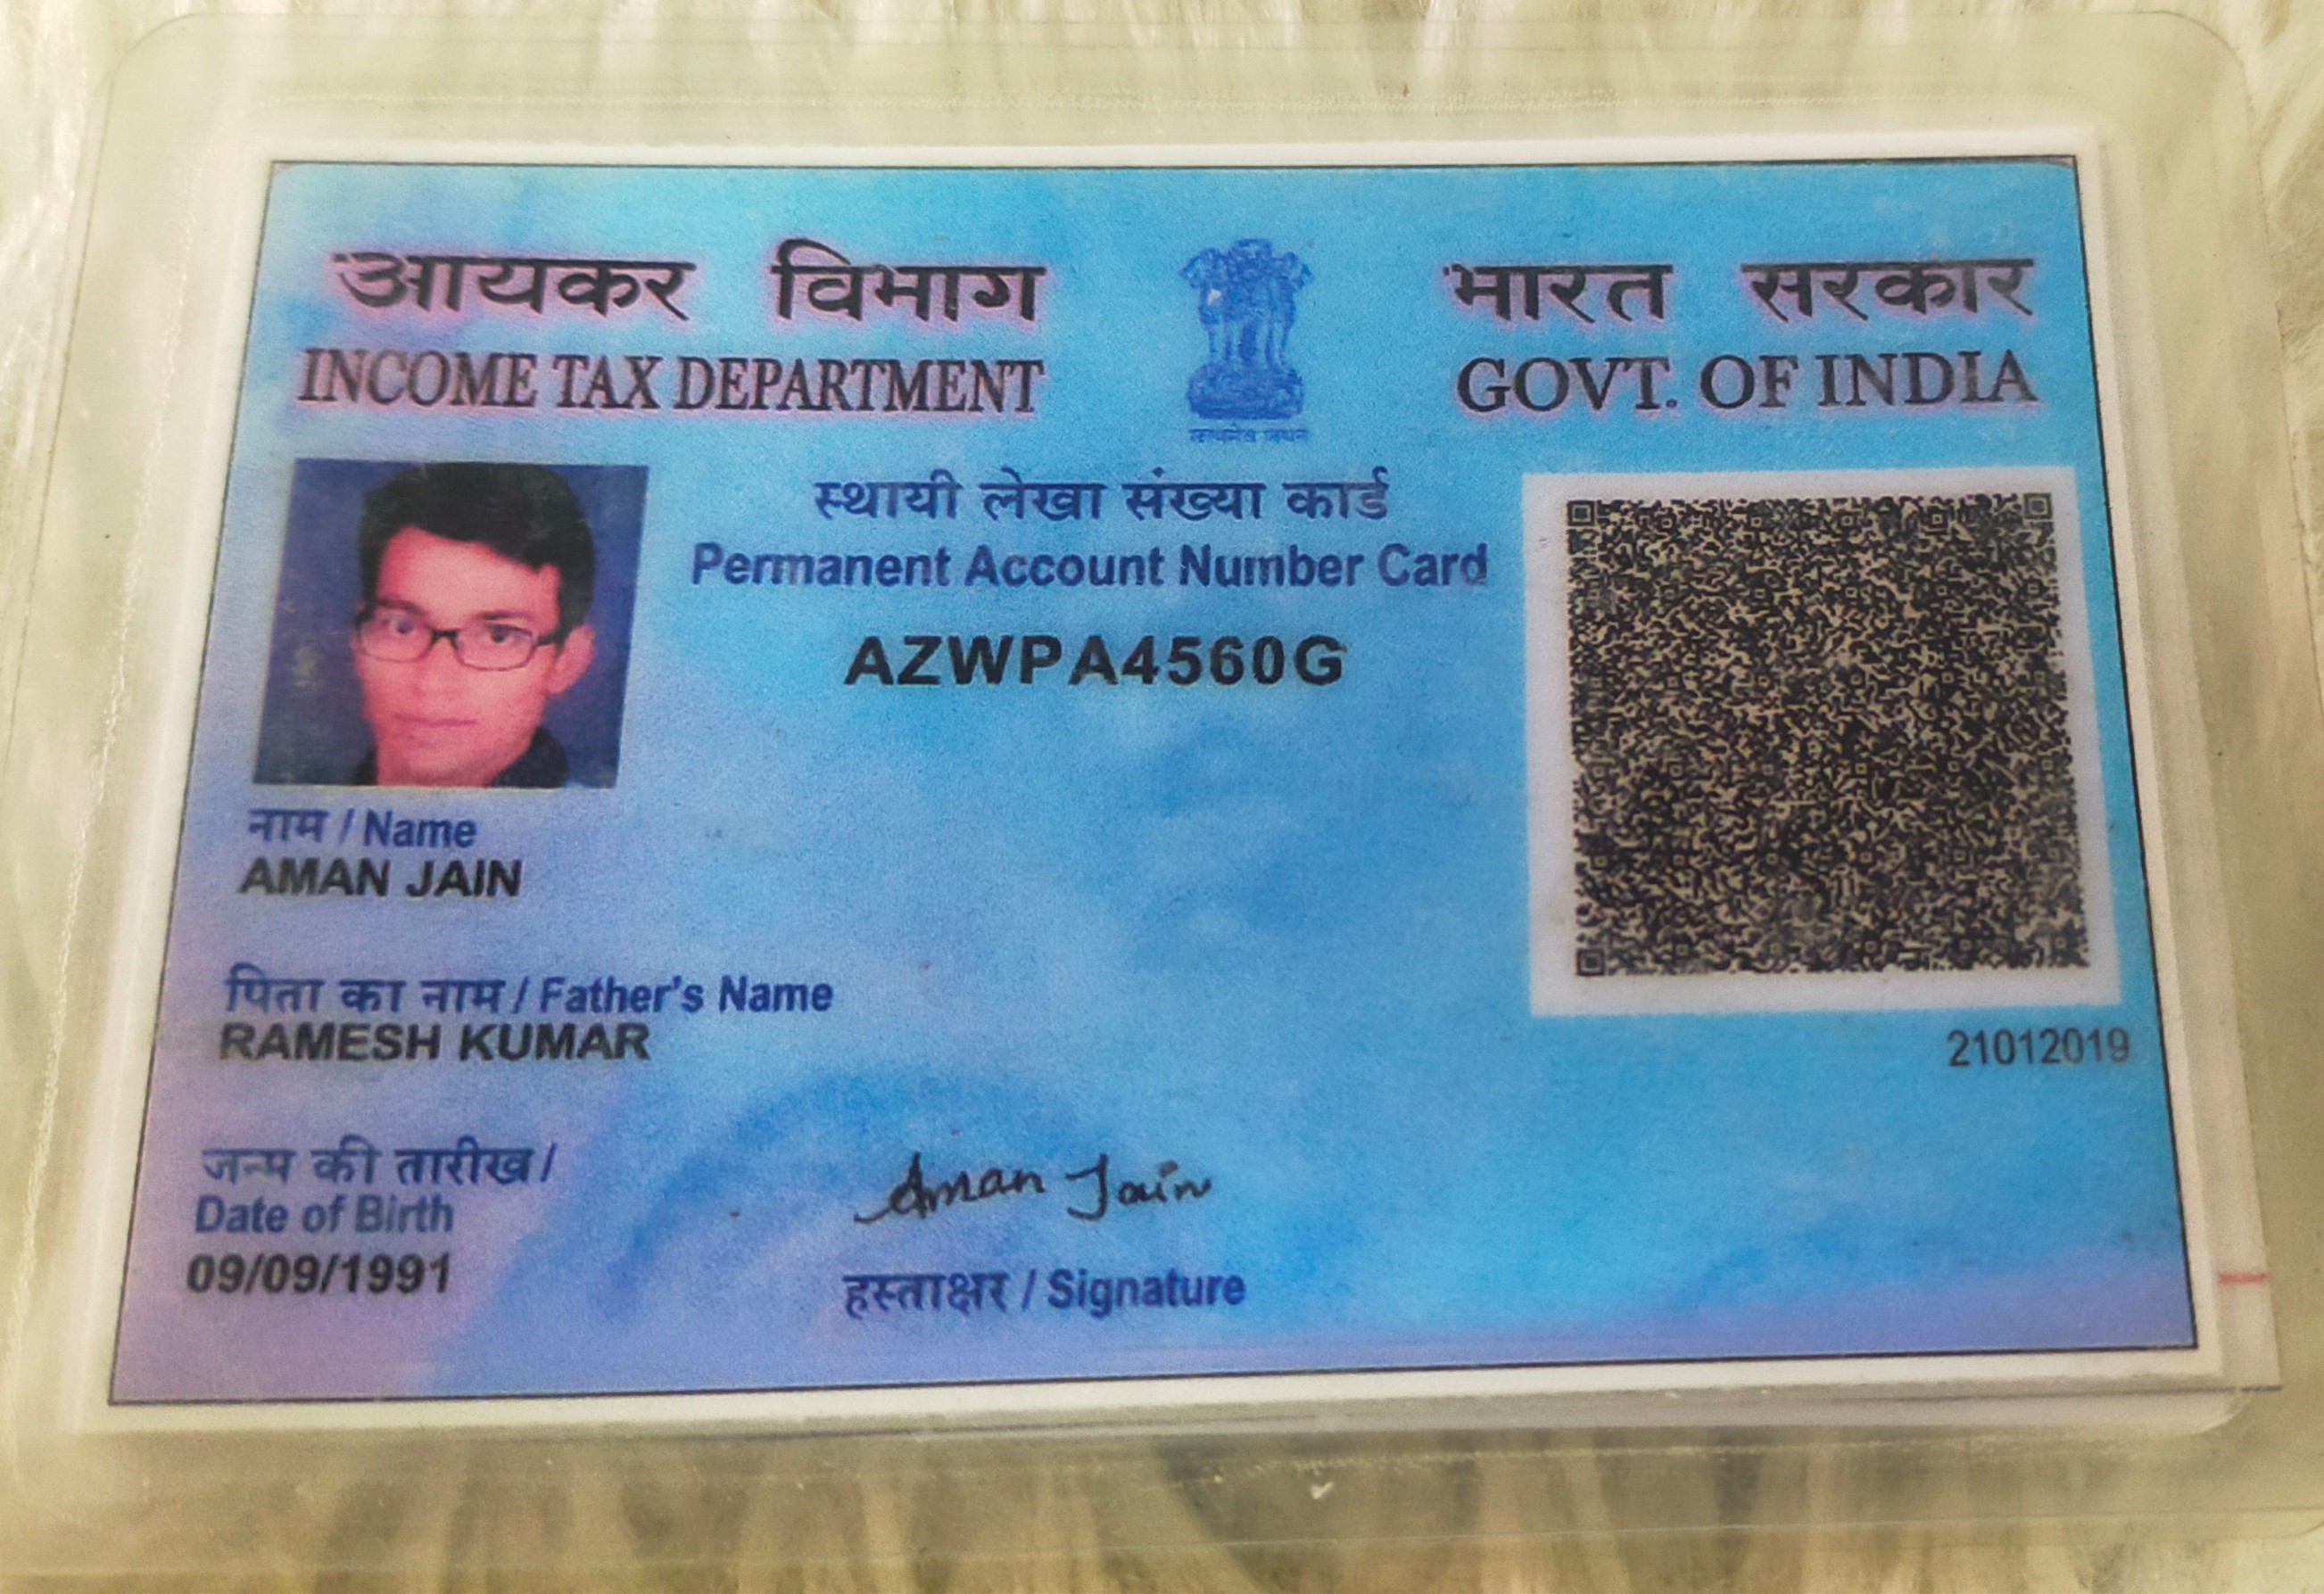 आयकर विभाग
INCOME TAX DEPARTMENT
भारत सरकार
GOVT. OF INDIA
सत्यमेव जयते
स्थायी लेखा संख्या कार्ड
Permanent Account Number Card
AZWPA4560G
नाम / Name
AMAN JAIN
पिता का नाम / Father's Name
RAMESH KUMAR
21012019
जन्म की तारीख /
Date of Birth
09/09/1991
Aman Jain
हस्ताक्षर / Signature